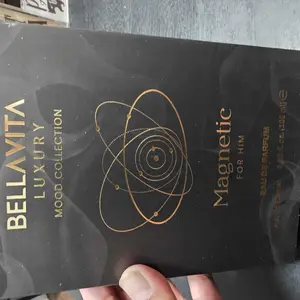 BELLAVITA
LUXURY
MOOD COLLECTION
Magnetic
FOR HIM
EAU DE PARFUM